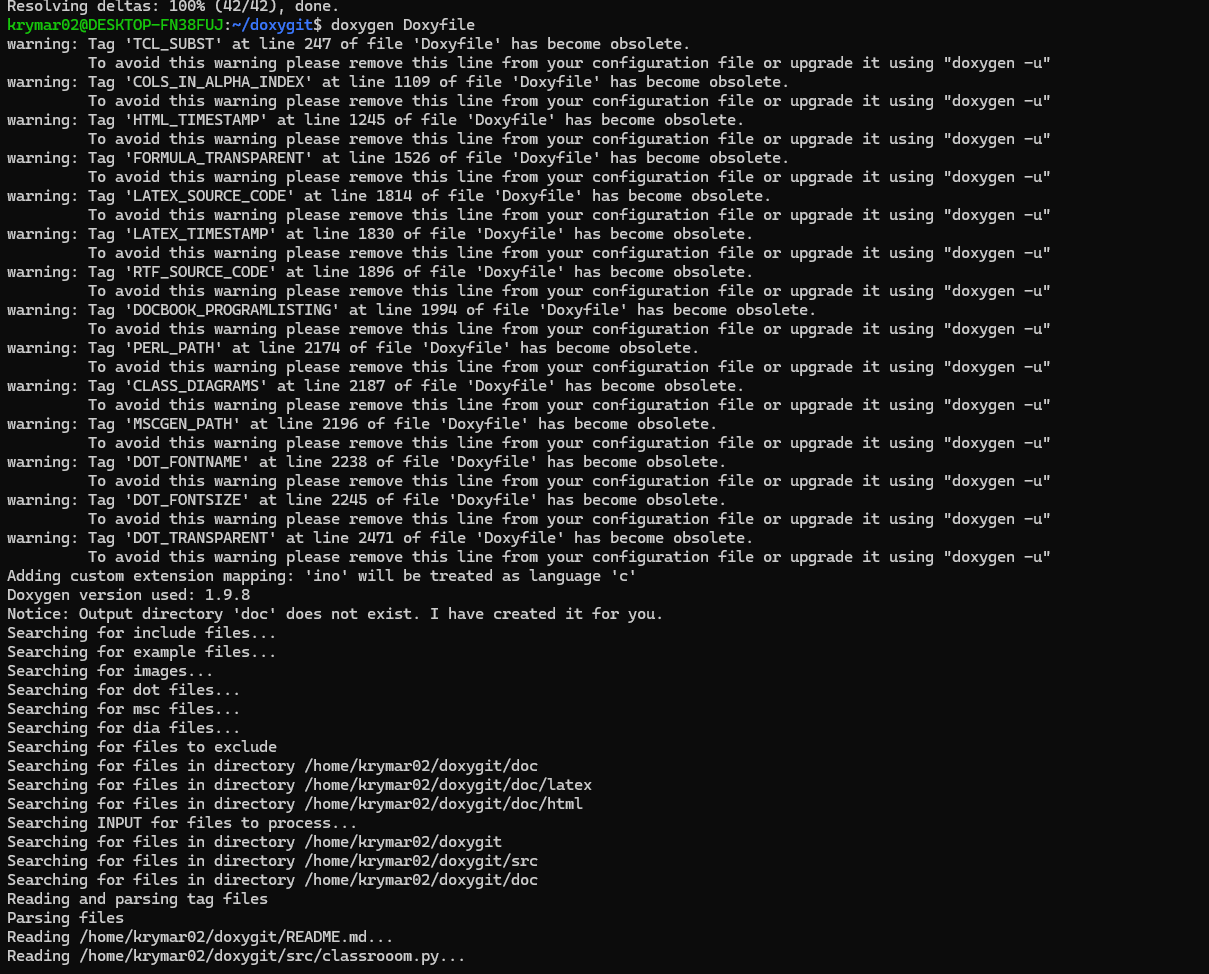 Resolving deltas: 100% (42/42), done.
krymar02@DESKTOP-FN38FUJ:~/doxygit$ doxygen Doxyfile
warning: Tag 'TCL_SUBST' at line 247 of file 'Doxyfile' has become obsolete.
         To avoid this warning please remove this line from your configuration file or upgrade it using "doxygen -u"
warning: Tag 'COLS_IN_ALPHA_INDEX' at line 1109 of file 'Doxyfile' has become obsolete.
         To avoid this warning please remove this line from your configuration file or upgrade it using "doxygen -u"
warning: Tag 'HTML_TIMESTAMP' at line 1245 of file 'Doxyfile' has become obsolete.
         To avoid this warning please remove this line from your configuration file or upgrade it using "doxygen -u"
warning: Tag 'FORMULA_TRANSPARENT' at line 1526 of file 'Doxyfile' has become obsolete.
         To avoid this warning please remove this line from your configuration file or upgrade it using "doxygen -u"
warning: Tag 'LATEX_SOURCE_CODE' at line 1814 of file 'Doxyfile' has become obsolete.
         To avoid this warning please remove this line from your configuration file or upgrade it using "doxygen -u"
warning: Tag 'LATEX_TIMESTAMP' at line 1830 of file 'Doxyfile' has become obsolete.
         To avoid this warning please remove this line from your configuration file or upgrade it using "doxygen -u"
warning: Tag 'RTF_SOURCE_CODE' at line 1896 of file 'Doxyfile' has become obsolete.
         To avoid this warning please remove this line from your configuration file or upgrade it using "doxygen -u"
warning: Tag 'DOCBOOK_PROGRAMLISTING' at line 1994 of file 'Doxyfile' has become obsolete.
         To avoid this warning please remove this line from your configuration file or upgrade it using "doxygen -u"
warning: Tag 'PERL_PATH' at line 2174 of file 'Doxyfile' has become obsolete.
         To avoid this warning please remove this line from your configuration file or upgrade it using "doxygen -u"
warning: Tag 'CLASS_DIAGRAMS' at line 2187 of file 'Doxyfile' has become obsolete.
         To avoid this warning please remove this line from your configuration file or upgrade it using "doxygen -u"
warning: Tag 'MSCGEN_PATH' at line 2196 of file 'Doxyfile' has become obsolete.
         To avoid this warning please remove this line from your configuration file or upgrade it using "doxygen -u"
warning: Tag 'DOT_FONTNAME' at line 2238 of file 'Doxyfile' has become obsolete.
         To avoid this warning please remove this line from your configuration file or upgrade it using "doxygen -u"
warning: Tag 'DOT_FONTSIZE' at line 2245 of file 'Doxyfile' has become obsolete.
         To avoid this warning please remove this line from your configuration file or upgrade it using "doxygen -u"
warning: Tag 'DOT_TRANSPARENT' at line 2471 of file 'Doxyfile' has become obsolete.
         To avoid this warning please remove this line from your configuration file or upgrade it using "doxygen -u"
Adding custom extension mapping: 'ino' will be treated as language 'c'
Doxygen version used: 1.9.8
Notice: Output directory 'doc' does not exist. I have created it for you.
Searching for include files...
Searching for example files...
Searching for images...
Searching for dot files...
Searching for msc files...
Searching for dia files...
Searching for files to exclude
Searching for files in directory /home/krymar02/doxygit/doc
Searching for files in directory /home/krymar02/doxygit/doc/latex
Searching for files in directory /home/krymar02/doxygit/doc/html
Searching INPUT for files to process...
Searching for files in directory /home/krymar02/doxygit
Searching for files in directory /home/krymar02/doxygit/src
Searching for files in directory /home/krymar02/doxygit/doc
Reading and parsing tag files
Parsing files
Reading /home/krymar02/doxygit/README.md...
Reading /home/krymar02/doxygit/src/classrooom.py...